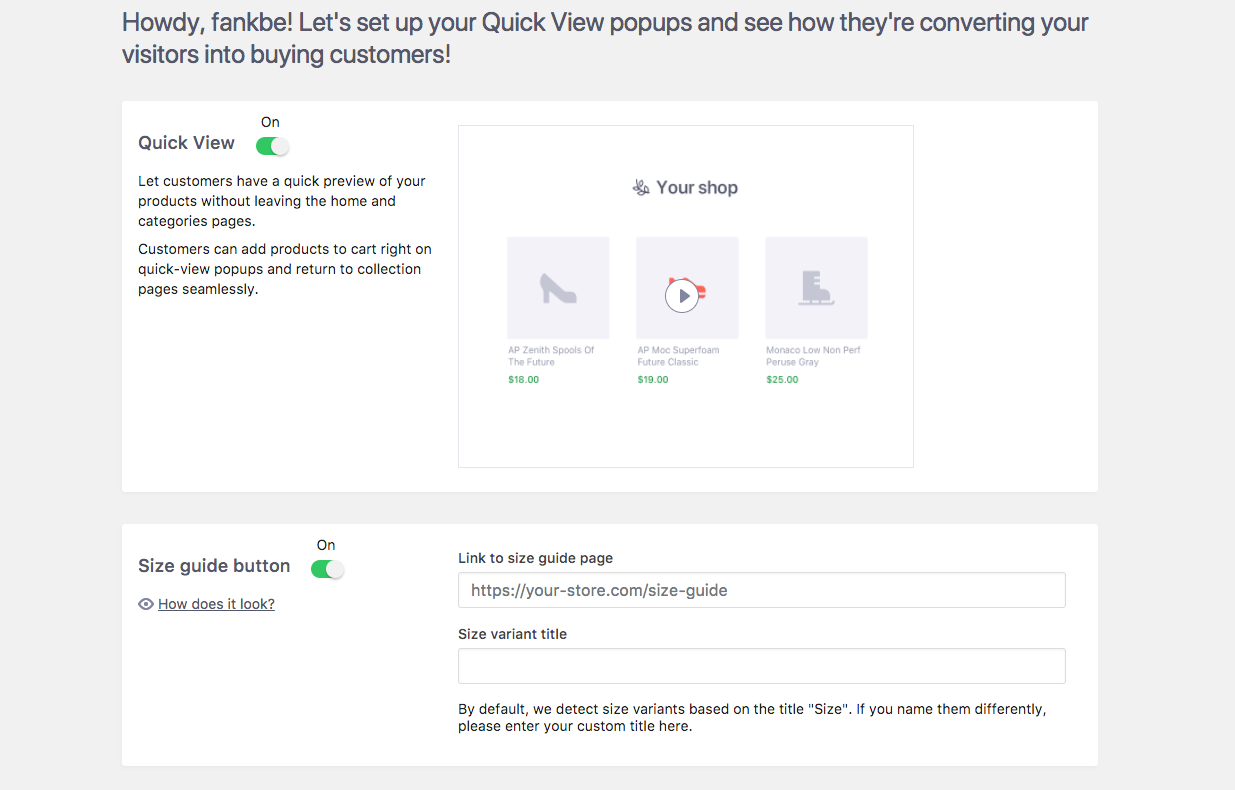 Howdy, fankbe! Let's set up your Quick View popups and see how they're converting your
visitors into buying customers!
On
Quick View
Let customers have a quick preview of your
products without leaving the home and
categories pages.
Customers can add products to cart right on
quick-view popups and return to collection
pages seamlessly.
Your shop
AP Zenith Spools Of
The Future
$18.00
AP Moc Superfoam
Future Classic
$19.00
Monaco Low Non Perf
Peruse Gray
$25.00
On
Size guide button
How does it look?
Link to size guide page
https://your-store.com/size-guide
Size variant title
By default, we detect size variants based on the title "Size". If you name them differently,
please enter your custom title here.